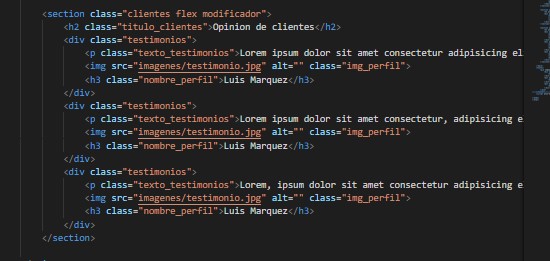 <section class="clientes flex modificador">
<h2 class="titulo_clientes">Opinion de clientes</h2>
<div class="testimonios">
<p class="texto_testimonios">Lorem ipsum dolor sit amet consectetur adipisicing el
<img src="imagenes/testimonio.jpg" alt="" class="img_perfil">
<h3 class="nombre_perfil">Luis Marquez</h3>
</div>
<div class="testimonios">
<p class="texto_testimonios">Lorem ipsum dolor sit amet consectetur, adipisicing e
<img src="imagenes/testimonio.jpg" alt="" class="img_perfil">
<h3 class="nombre_perfil">Luis Marquez</h3>
</div>
<div class="testimonios">
<p class="texto_testimonios">Lorem, ipsum dolor sit amet consectetur adipisicing e
<img src="imagenes/testimonio.jpg" alt="" class="img_perfil">
<h3 class="nombre_perfil">Luis Marquez</h3>
</div>
</section>